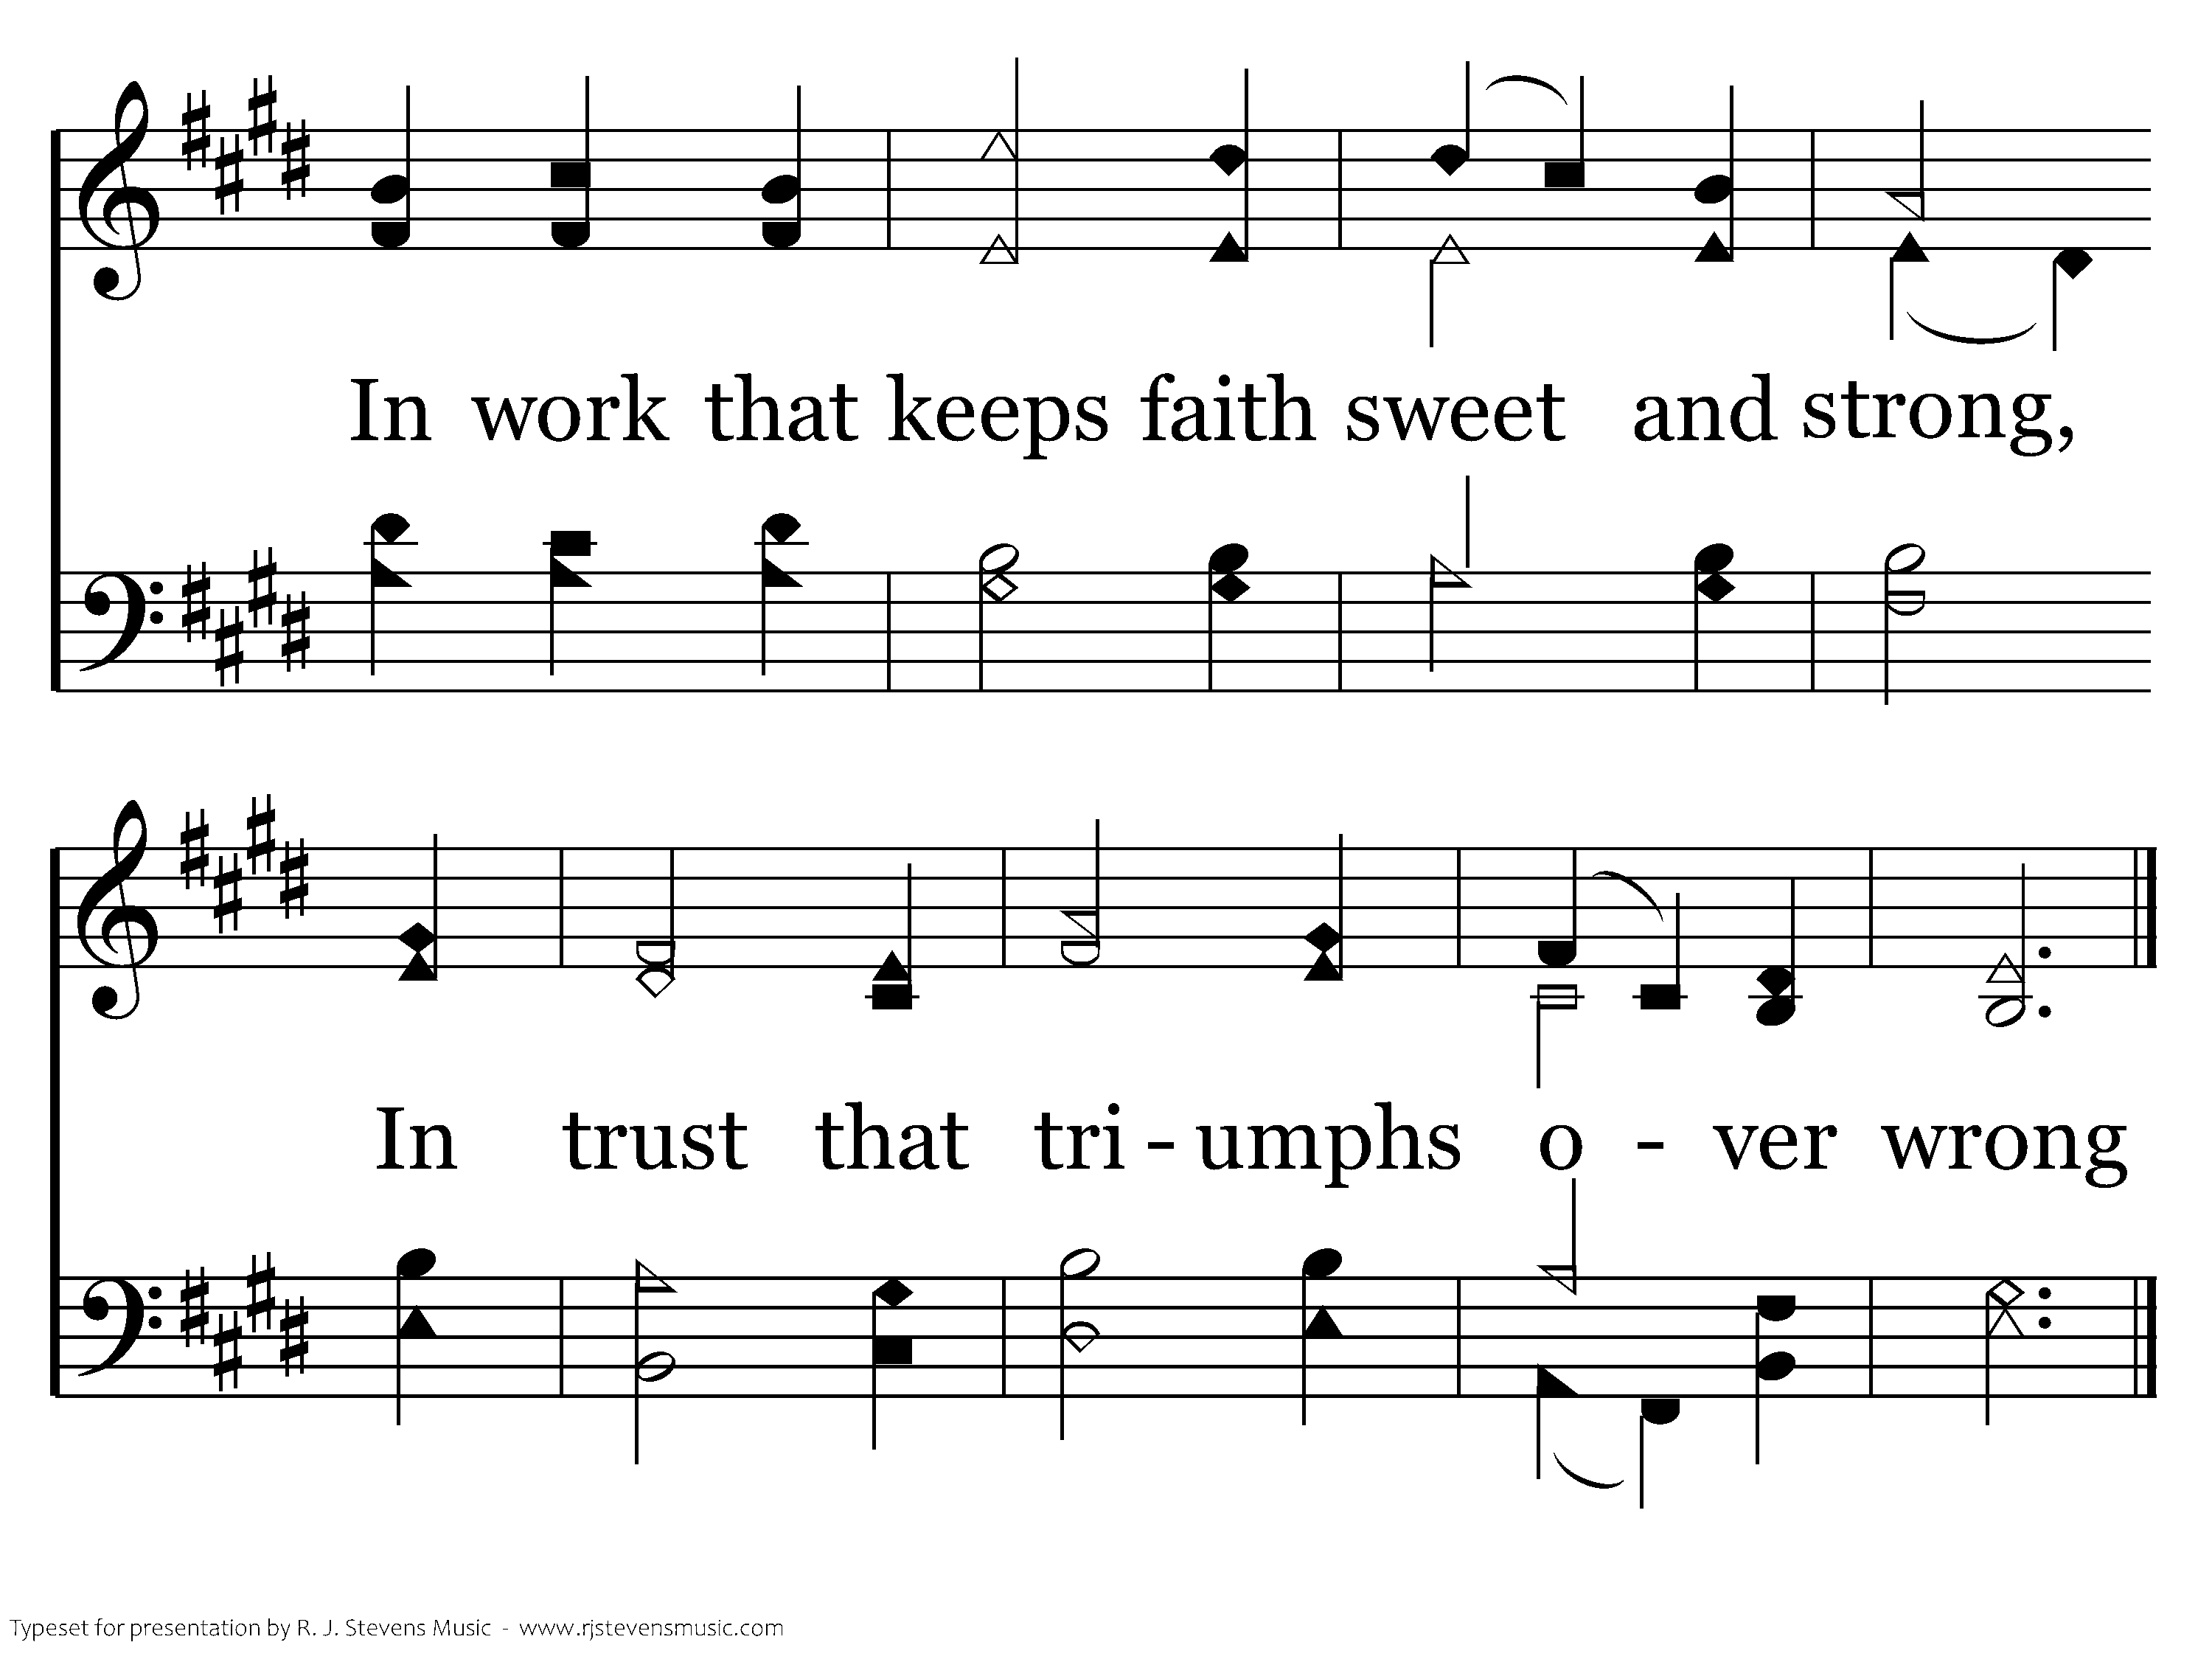 In work that keeps faith sweet and strong,
In trust that tri - umphs o - ver wrong
Typeset for presentation by R. J. Stevens Music - www.rjstevensmusic.com